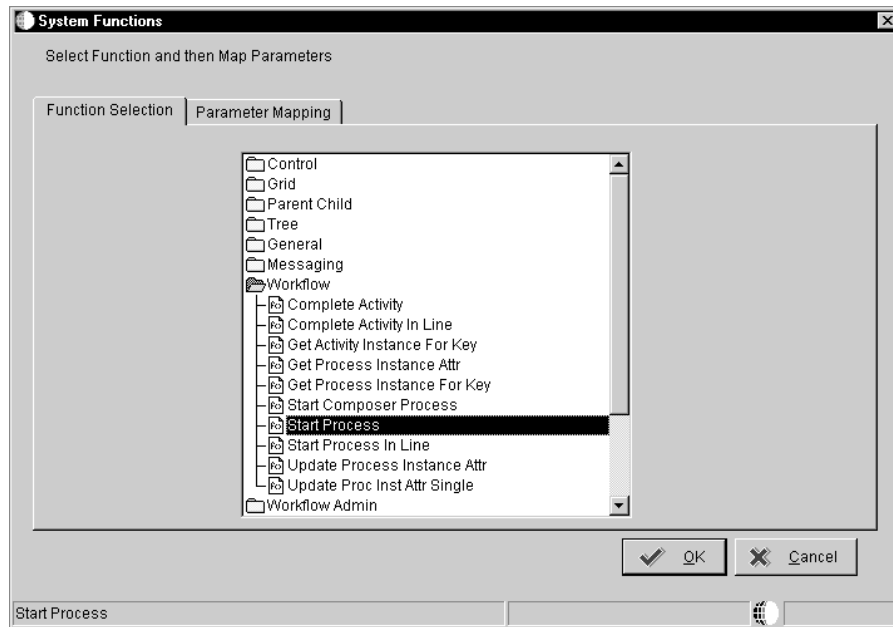 System Functions
Select Function and then Map Parameters
Function Selection
Parameter Mapping
Control
Grid
Parent Child
Tree
General
Messaging
Workflow
Complete Activity
Complete Activity In Line
Get Activity Instance For Key
Get Process Instance Attr
Get Process Instance For Key
Start Composer Process
Start Process
Start Process In Line
Update Process Instance Attr
Update Proc Inst Attr Single
Workflow Admin
OK
Cancel
Start Process